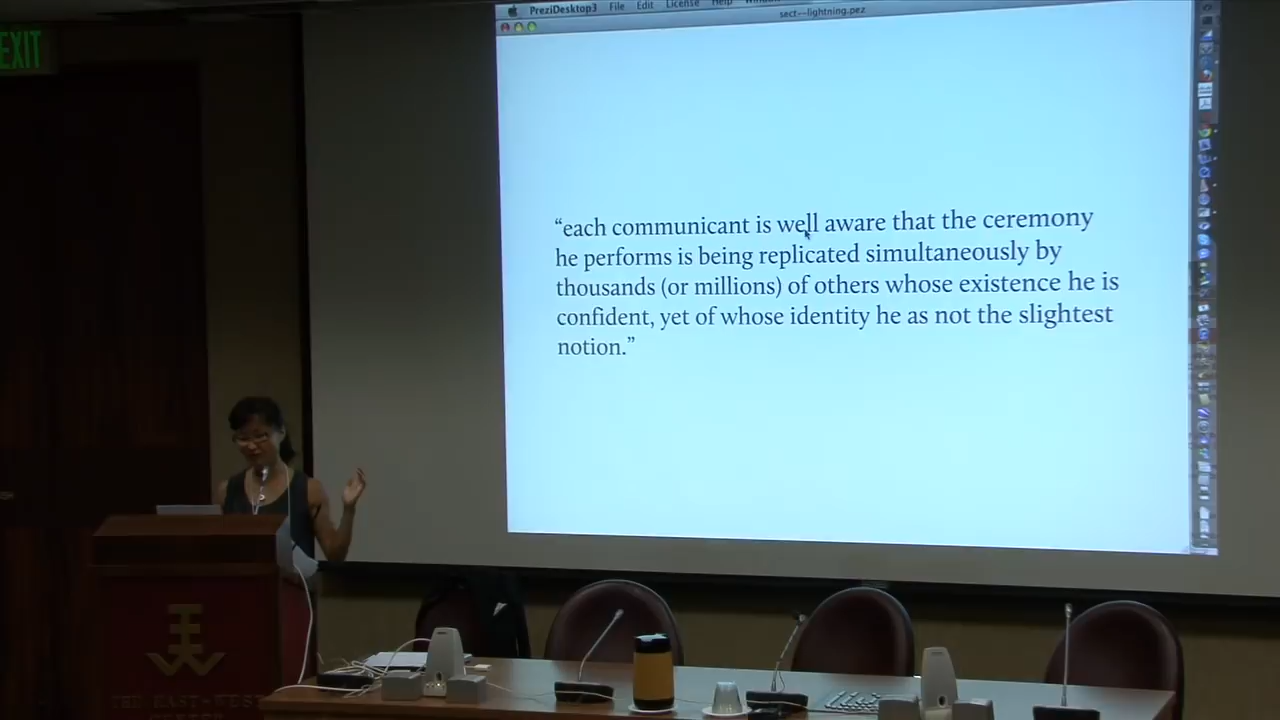 EXIT
PreziDesktop3 File Edit License Help
sect--lightning.pez
“each communicant is well aware that the ceremony
he performs is being replicated simultaneously by
thousands (or millions) of others whose existence he is
confident, yet of whose identity he as not the slightest
notion.”
THE EAST-WEST